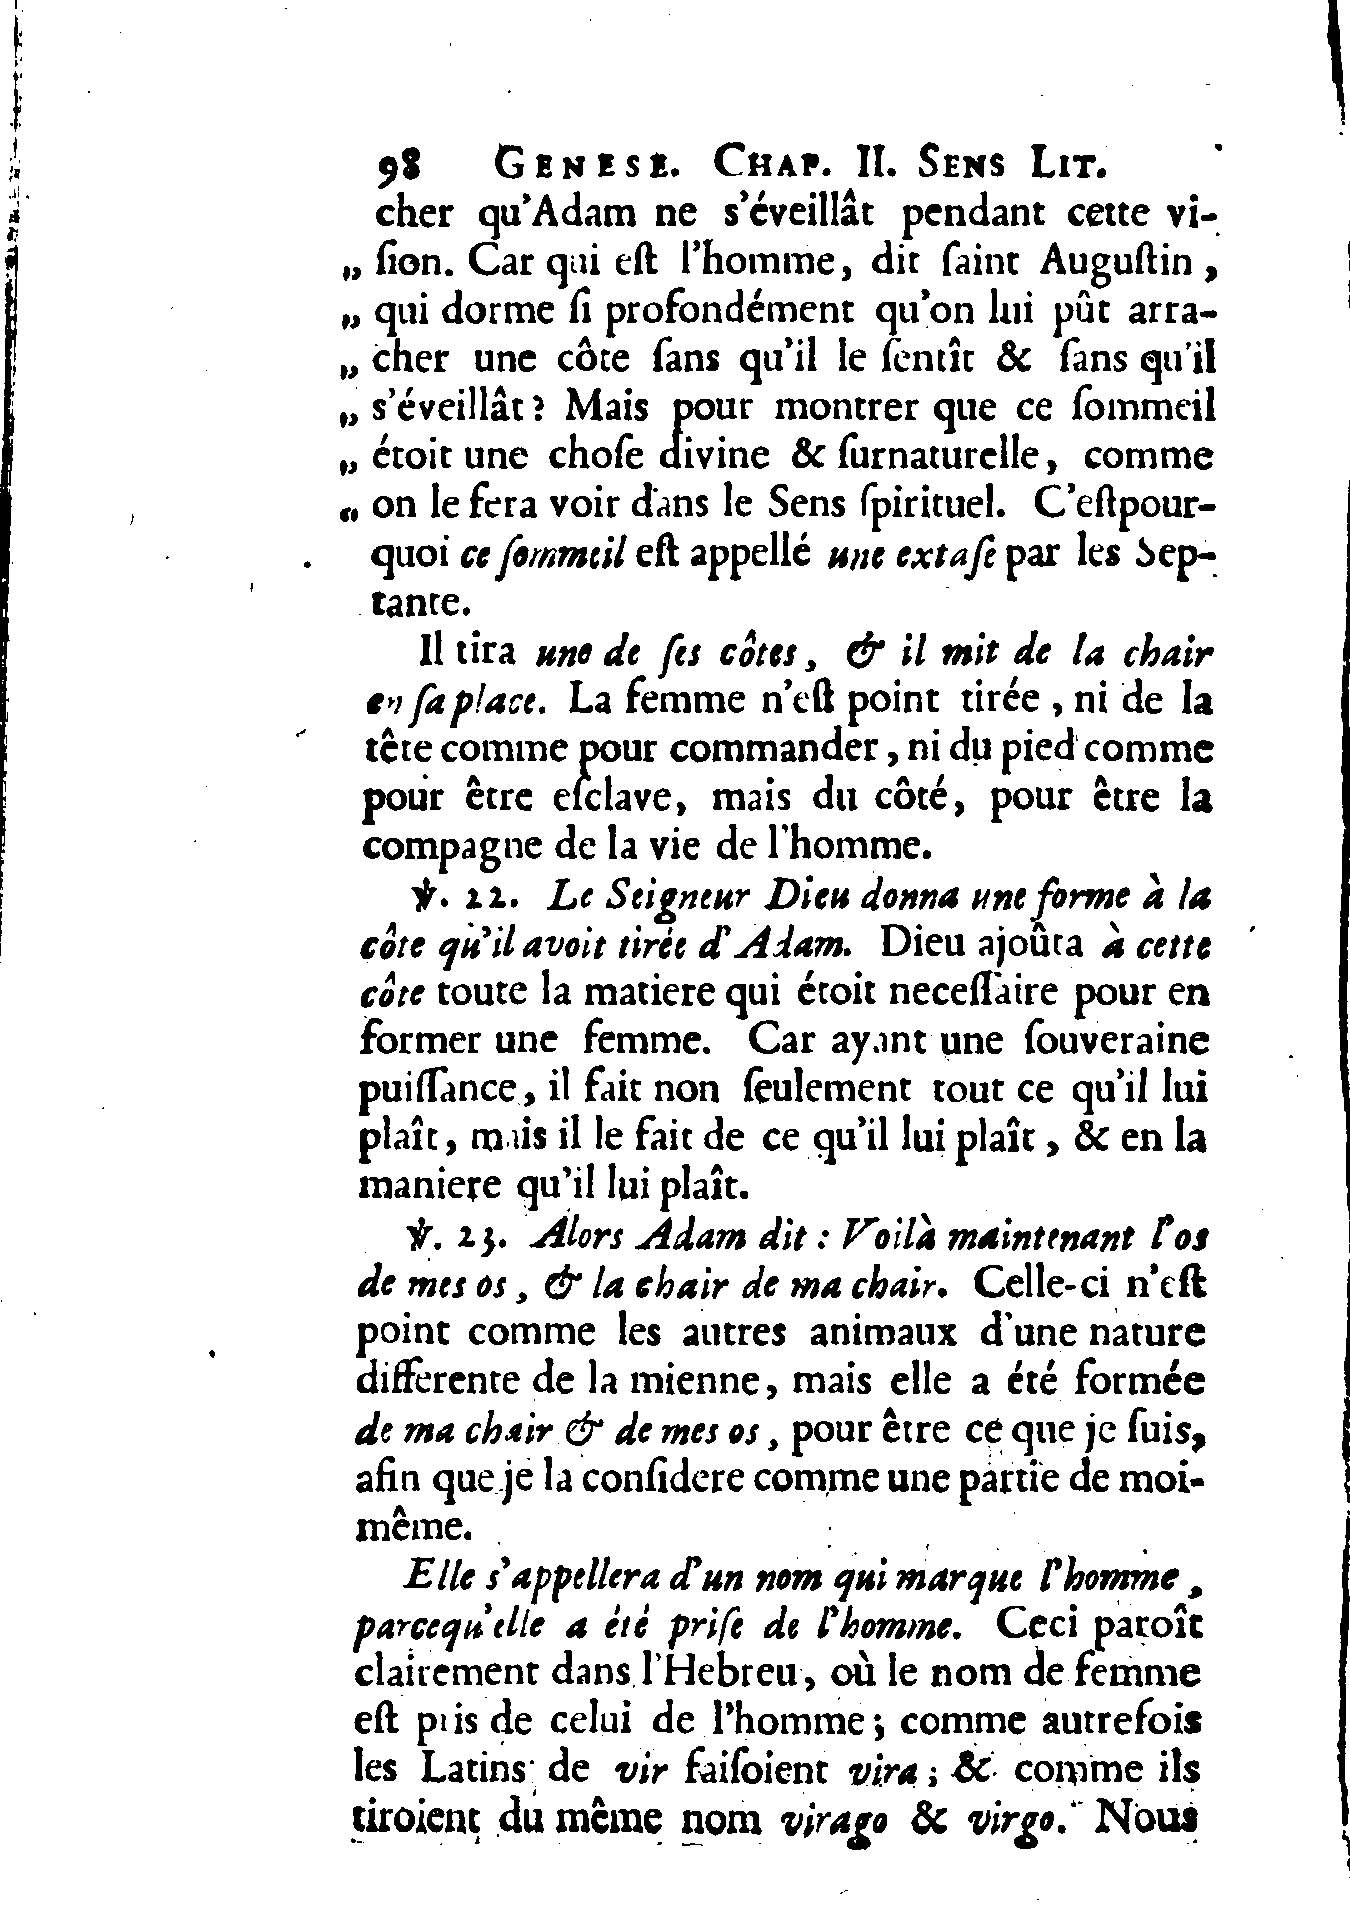 98 GENESE. CHAP. II. SENS LIT.
cher qu'Adam ne s'éveillât pendant cette vi-
„ ſion. Car qui eſt l'homme, dit ſaint Auguſtin,
„ qui dorme ſi profondément qu'on lui pût arra-
„ cher une côte ſans qu'il le ſentît & ſans qu'il
„ s'éveillât? Mais pour montrer que ce ſommeil
„ étoit une choſe divine & ſurnaturelle, comme
„ on le fera voir dans le Sens ſpirituel. C'eſtpour-
quoi ce ſommeil eſt appellé une extaſe par les Sep-
tante.
Il tira une de ſes côtes, & il mit de la chair
en ſa place. La femme n'eſt point tirée, ni de la
tête comme pour commander, ni du pied comme
pour être eſclave, mais du côté, pour être la
compagne de la vie de l'homme.
℣. 22. Le Seigneur Dieu donna une forme à la
côte qu'il avoit tirée d'Adam. Dieu ajoûta à cette
côte toute la matiere qui étoit neceſſaire pour en
former une femme. Car ayant une ſouveraine
puiſſance, il fait non ſeulement tout ce qu'il lui
plaît, mais il le fait de ce qu'il lui plaît, & en la
maniere qu'il lui plaît.
℣. 23. Alors Adam dit : Voilà maintenant l'os
de mes os, & la chair de ma chair. Celle-ci n'eſt
point comme les autres animaux d'une nature
differente de la mienne, mais elle a été formée
de ma chair & de mes os, pour être ce que je ſuis,
afin que je la conſidere comme une partie de moi-
même.
Elle s'appellera d'un nom qui marque l'homme,
parcequ'elle a été priſe de l'homme. Ceci paroît
clairement dans l'Hebreu, où le nom de femme
eſt pris de celui de l'homme; comme autrefois
les Latins de vir faiſoient vira; & comme ils
tiroient du même nom virago & virgo. Nous